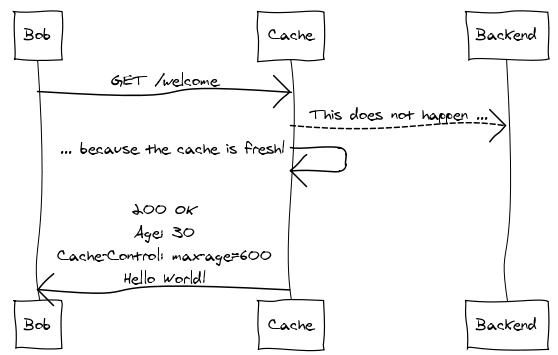 Bob Cache Backend
GET /welcome
This does not happen ...
... because the cache is fresh!
200 OK
Age: 30
Cache-Control: max-age=600
Hello World!
Bob Cache Backend